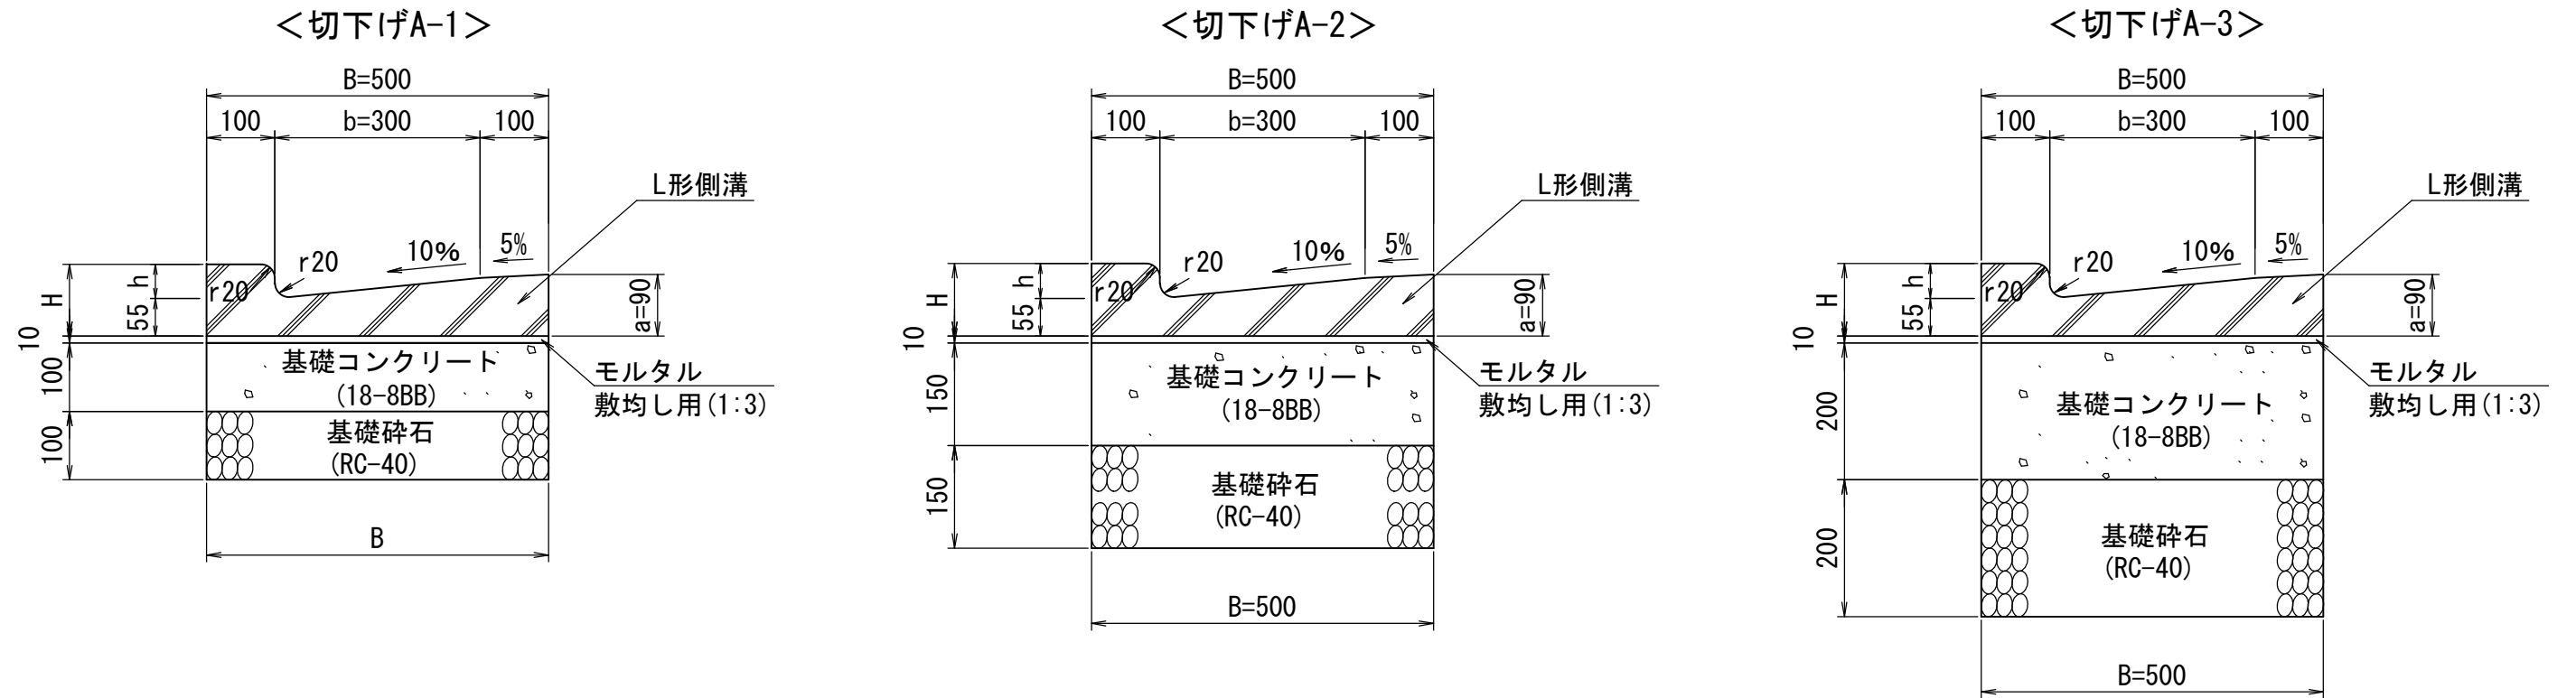 ＜切下げA-1＞
B=500
100
b=300
100
L形側溝
10%
5%
r20
r20
H
h
55
a=90
10
100
100
基礎コンクリート
(18-8BB)
モルタル
敷均し用(1:3)
基礎砕石
(RC-40)
B
＜切下げA-2＞
B=500
100
b=300
100
L形側溝
10%
5%
r20
r20
H
h
55
a=90
10
150
150
基礎コンクリート
(18-8BB)
モルタル
敷均し用(1:3)
基礎砕石
(RC-40)
B=500
＜切下げA-3＞
B=500
100
b=300
100
L形側溝
10%
5%
r20
r20
H
h
55
a=90
10
200
200
基礎コンクリート
(18-8BB)
モルタル
敷均し用(1:3)
基礎砕石
(RC-40)
B=500